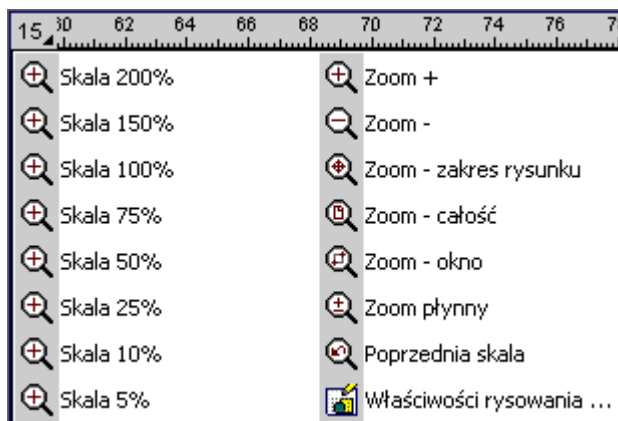 15 60 62 64 66 68 70 72 74 76
Skala 200%
Skala 150%
Skala 100%
Skala 75%
Skala 50%
Skala 25%
Skala 10%
Skala 5%
Zoom +
Zoom -
Zoom - zakres rysunku
Zoom - całość
Zoom - okno
Zoom płynny
Poprzednia skala
Właściwości rysowania ...